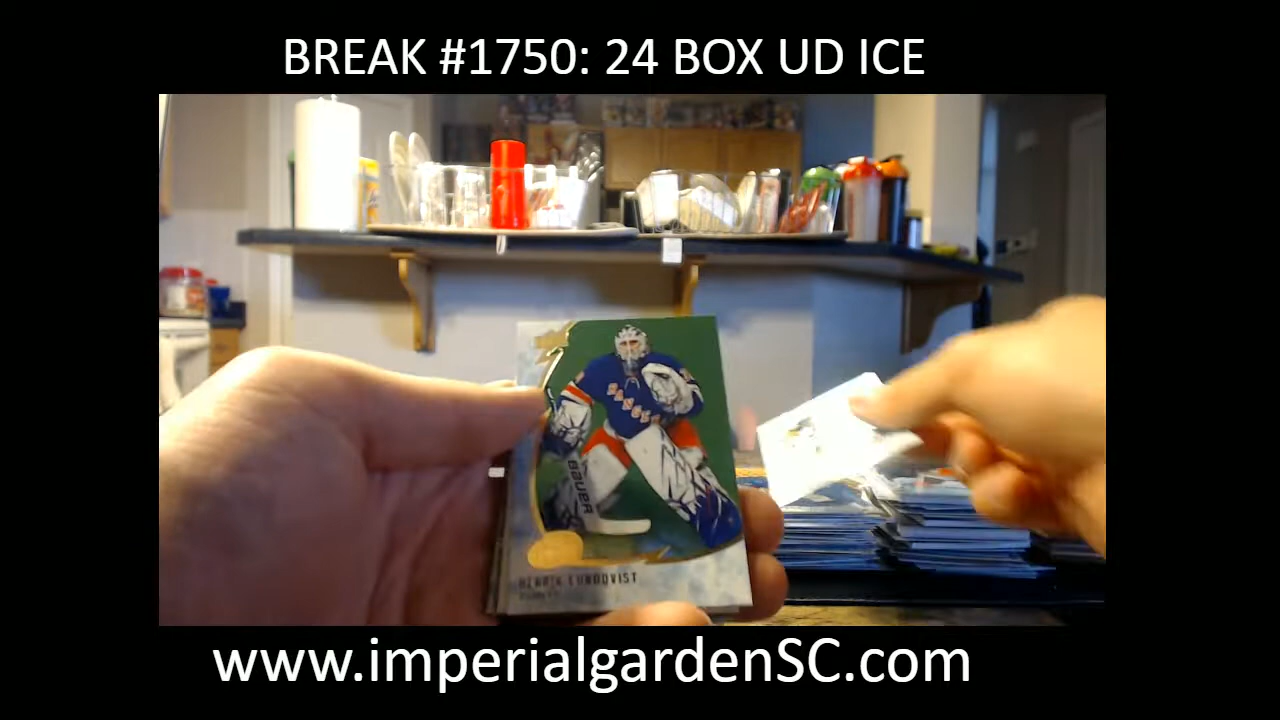 BREAK #1750: 24 BOX UD ICE
BAUER
HENRIK LUNDQVIST
www.imperialgardenSC.com